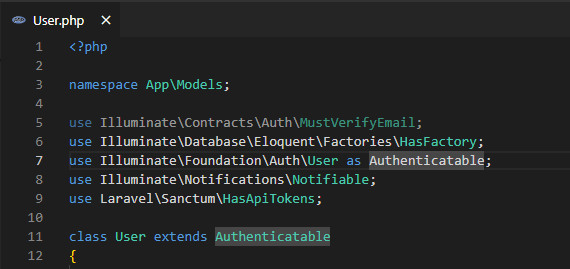 User.php ×
1 <?php
2
3 namespace App\Models;
4
5 use Illuminate\Contracts\Auth\MustVerifyEmail;
6 use Illuminate\Database\Eloquent\Factories\HasFactory;
7 use Illuminate\Foundation\Auth\User as Authenticatable;
8 use Illuminate\Notifications\Notifiable;
9 use Laravel\Sanctum\HasApiTokens;
10
11 class User extends Authenticatable
12 {